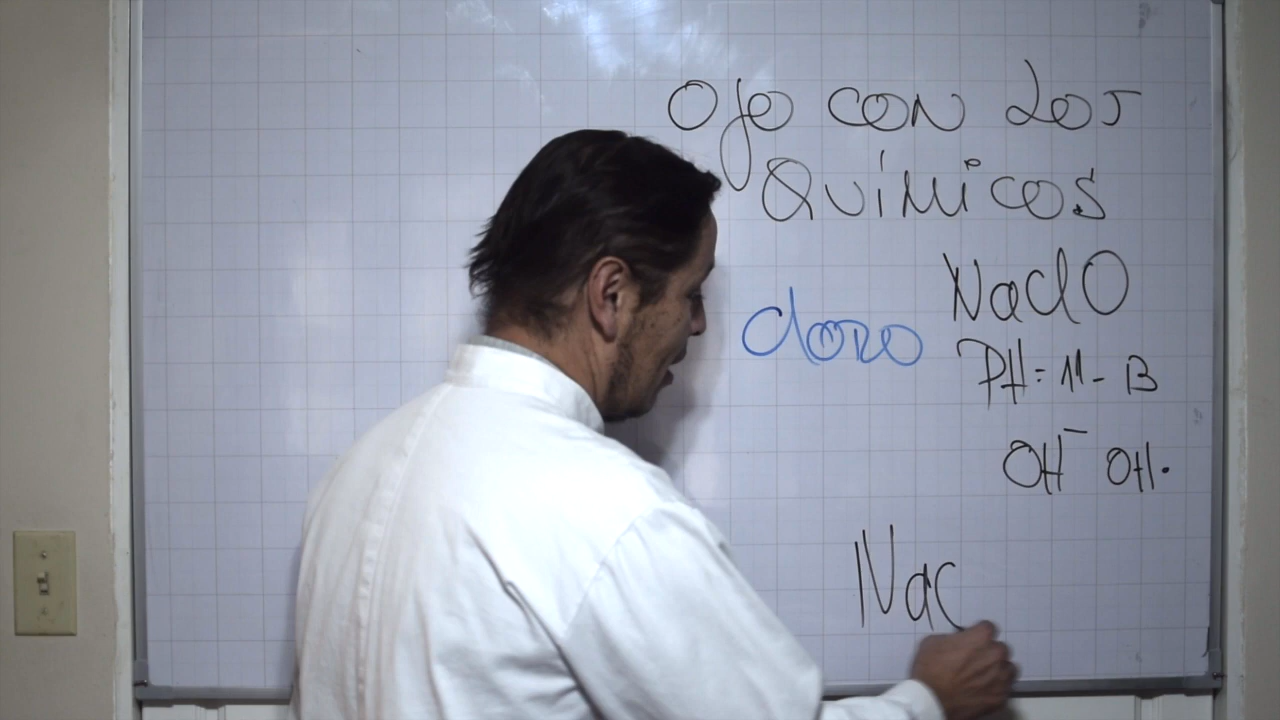 Ojo con Los
Químicos
cloro NaClO
PH = 11 - 13
OH⁻ OH•
NaC